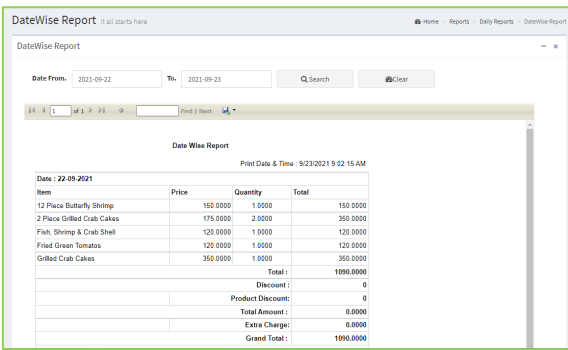 DateWise Report it all starts here
Home > Reports > Daily Reports > DateWise Report
DateWise Report
Date From. 2021-09-22 To. 2021-09-23 Search Clear
1 of 1 Find | Next
Date Wise Report
Print Date & Time : 9/23/2021 9:02:15 AM
Date : 22-09-2021
Item Price Quantity Total
12 Piece Butterfly Shrimp 150.0000 1.0000 150.0000
2 Piece Grilled Crab Cakes 175.0000 2.0000 350.0000
Fish, Shrimp & Crab Shell 120.0000 1.0000 120.0000
Fried Green Tomatos 120.0000 1.0000 120.0000
Grilled Crab Cakes 350.0000 1.0000 350.0000
Total : 1090.0000
Discount : 0
Product Discount: 0
Total Amount : 0.0000
Extra Charge: 0.0000
Grand Total : 1090.0000